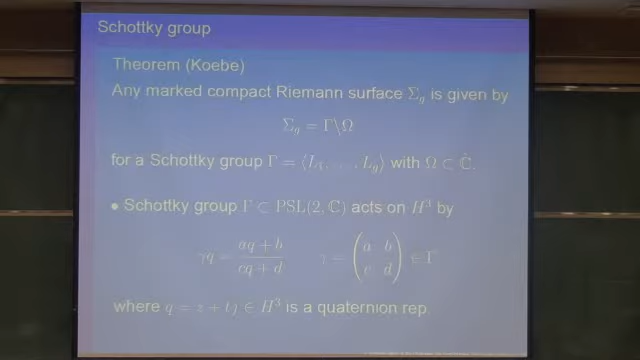 Schottky group
Theorem (Koebe)
Any marked compact Riemann surface Σ_g is given by
Σ_g = Γ\Ω
for a Schottky group Γ = ⟨L_1, ..., L_g⟩ with Ω ⊂ Ĉ.
• Schottky group Γ ⊂ PSL(2, ℂ) acts on H^3 by
γq = (aq + b)/(cq + d)    γ = (a b; c d) ∈ Γ
where q = z + tj ∈ H^3 is a quaternion rep.